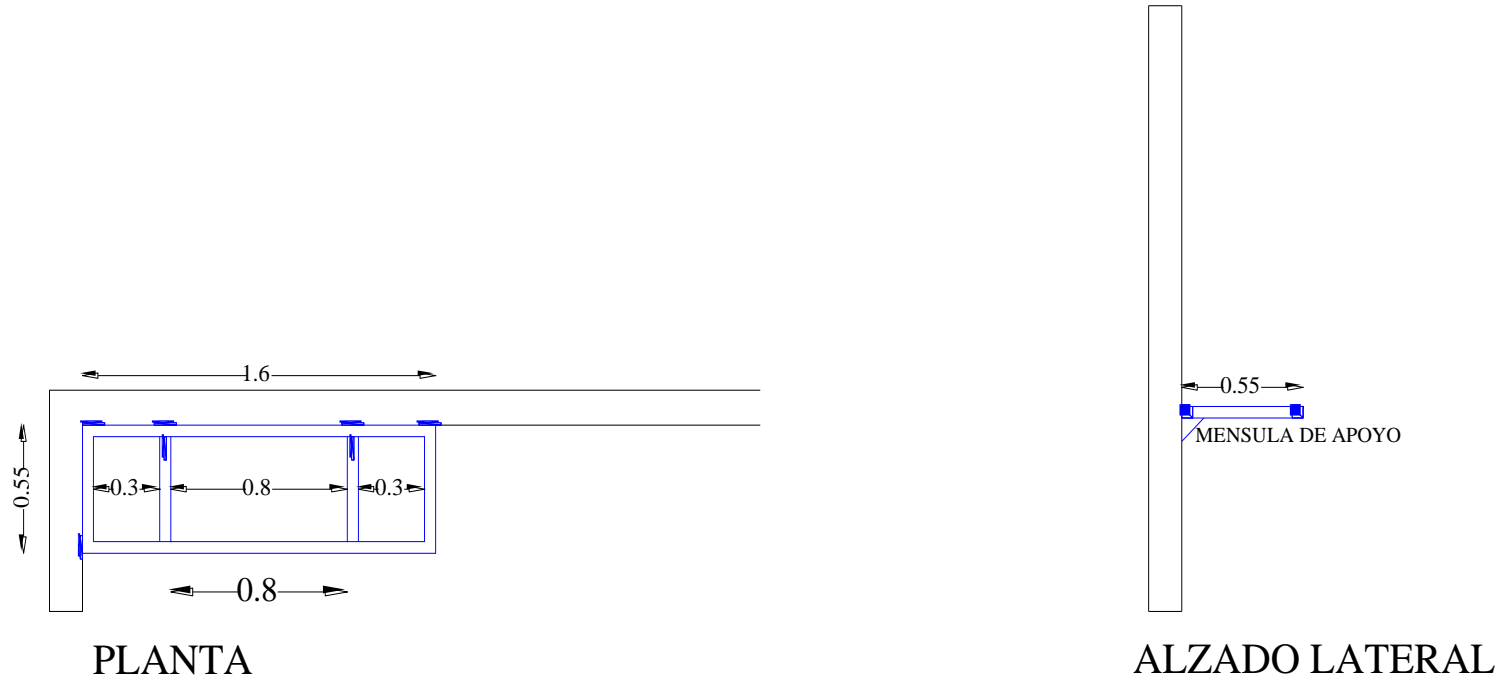 1.6
0.55
0.3
0.8
0.3
0.8
PLANTA
0.55
MENSULA DE APOYO
ALZADO LATERAL